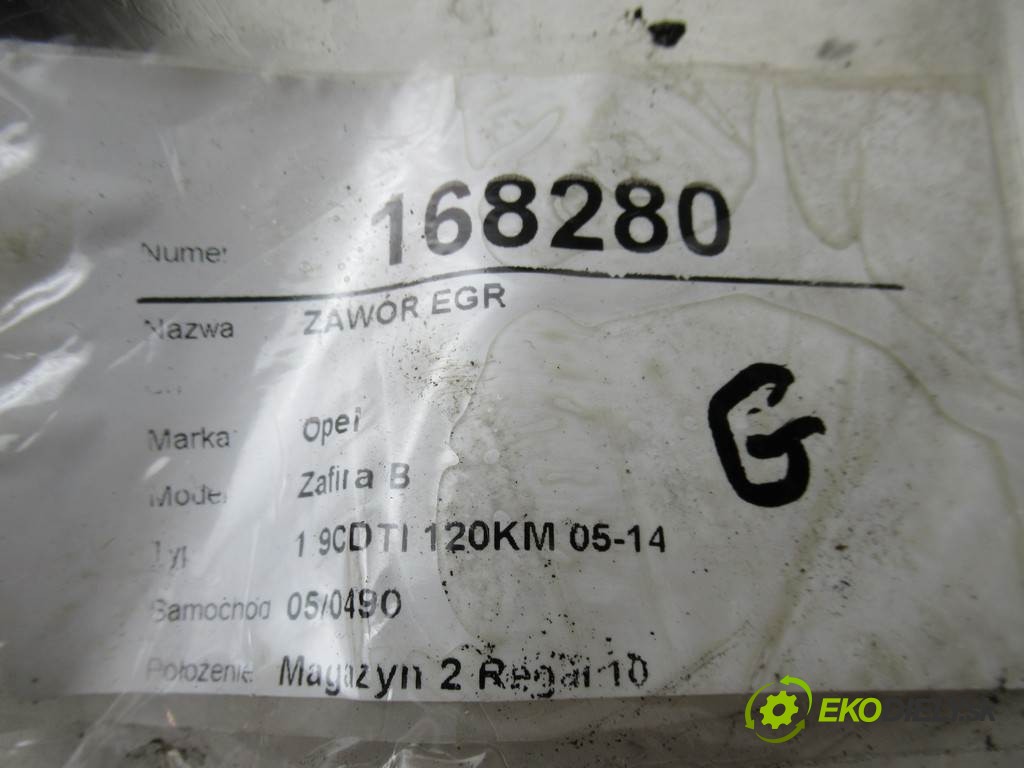 Numer 168280
Nazwa ZAWÓR EGR
Marka Opel
Model Zafira B
Typ 1.9CDTI 120KM 05-14
Samochód 05/0490
Położenie Magazyn 2 Regał 10
G
EKO